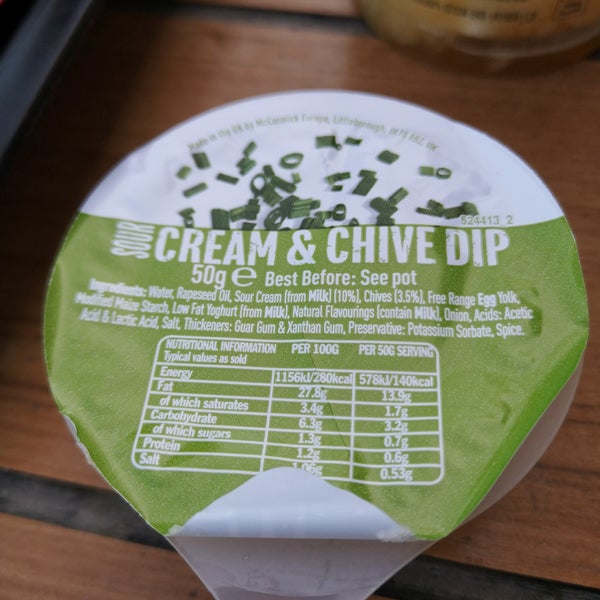 Made in the UK by McCormick Europe, Littleborough, UK
524413_2
SOUR
CREAM & CHIVE DIP
50g e Best Before: See pot
Ingredients: Water, Rapeseed Oil, Sour Cream (from Milk) (10%), Chives (3.5%), Free Range Egg Yolk,
Modified Maize Starch, Low Fat Yoghurt (from Milk), Natural Flavourings (contain Milk), Onion, Acids: Acetic
Acid & Lactic Acid, Salt, Thickeners: Guar Gum & Xanthan Gum, Preservative: Potassium Sorbate, Spice.
NUTRITIONAL INFORMATION PER 100G PER 50G SERVING
Typical values as sold
Energy 1156kJ/280kcal 578kJ/140kcal
Fat 27.8g 13.9g
of which saturates 3.4g 1.7g
Carbohydrate 6.3g 3.2g
of which sugars 1.3g 0.7g
Protein 1.2g 0.6g
Salt 1.06g 0.53g